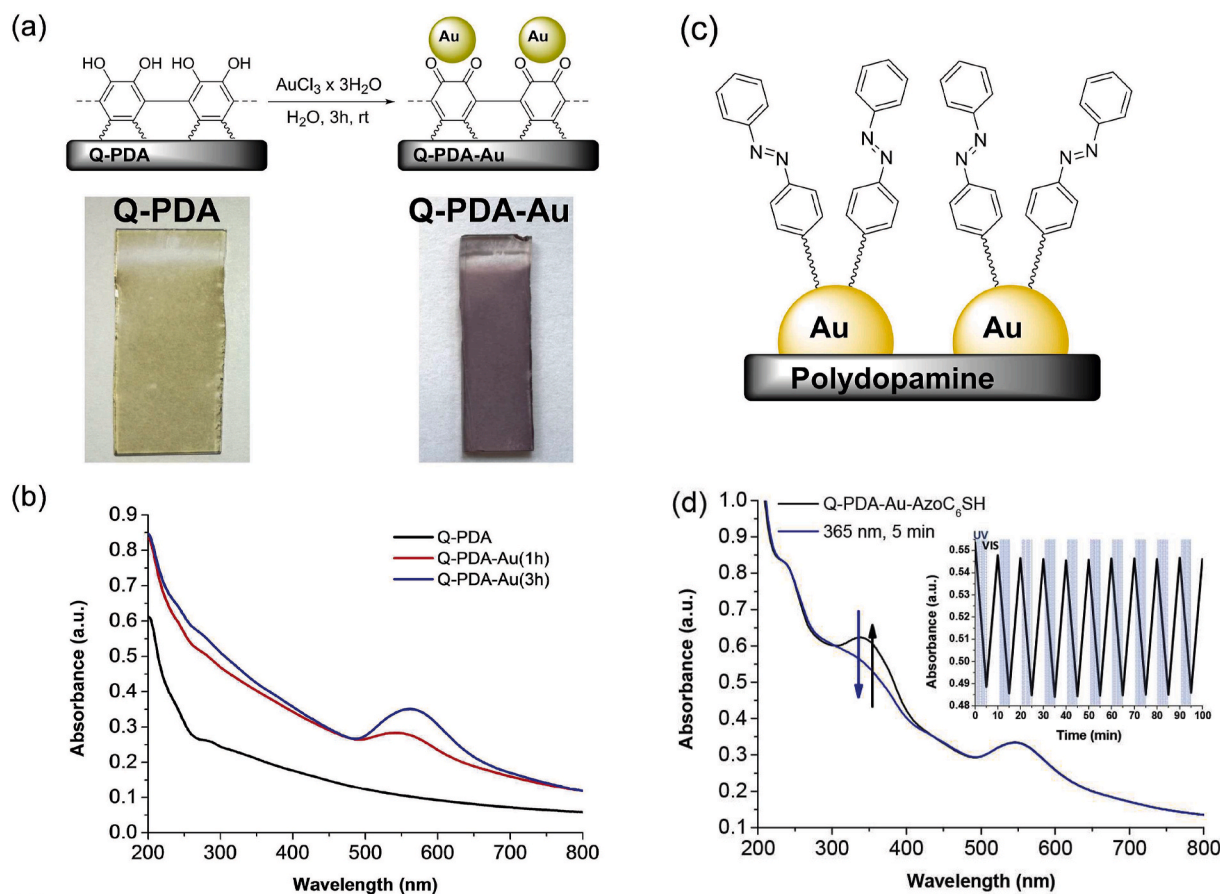 (a)
Au
Au
HO
OH
HO
OH
AuCl₃ x 3H₂O
H₂O, 3h, rt
O
O
O
O
Q-PDA
Q-PDA-Au
Q-PDA
Q-PDA-Au
(b)
0.9
0.8
0.7
0.6
0.5
0.4
0.3
0.2
0.1
0.0
Absorbance (a.u.)
Q-PDA
Q-PDA-Au(1h)
Q-PDA-Au(3h)
200 300 400 500 600 700 800
Wavelength (nm)
(c)
N
N
N
N
N
N
N
N
Au
Au
Polydopamine
(d)
1.0
0.9
0.8
0.7
0.6
0.5
0.4
0.3
0.2
0.1
Absorbance (a.u.)
Q-PDA-Au-AzoC₆SH
365 nm, 5 min
UV
VIS
0.55
0.54
0.53
0.52
0.51
0.50
0.49
0.48
Absorbance (a.u.)
0 10 20 30 40 50 60 70 80 90 100
Time (min)
200 300 400 500 600 700 800
Wavelength (nm)